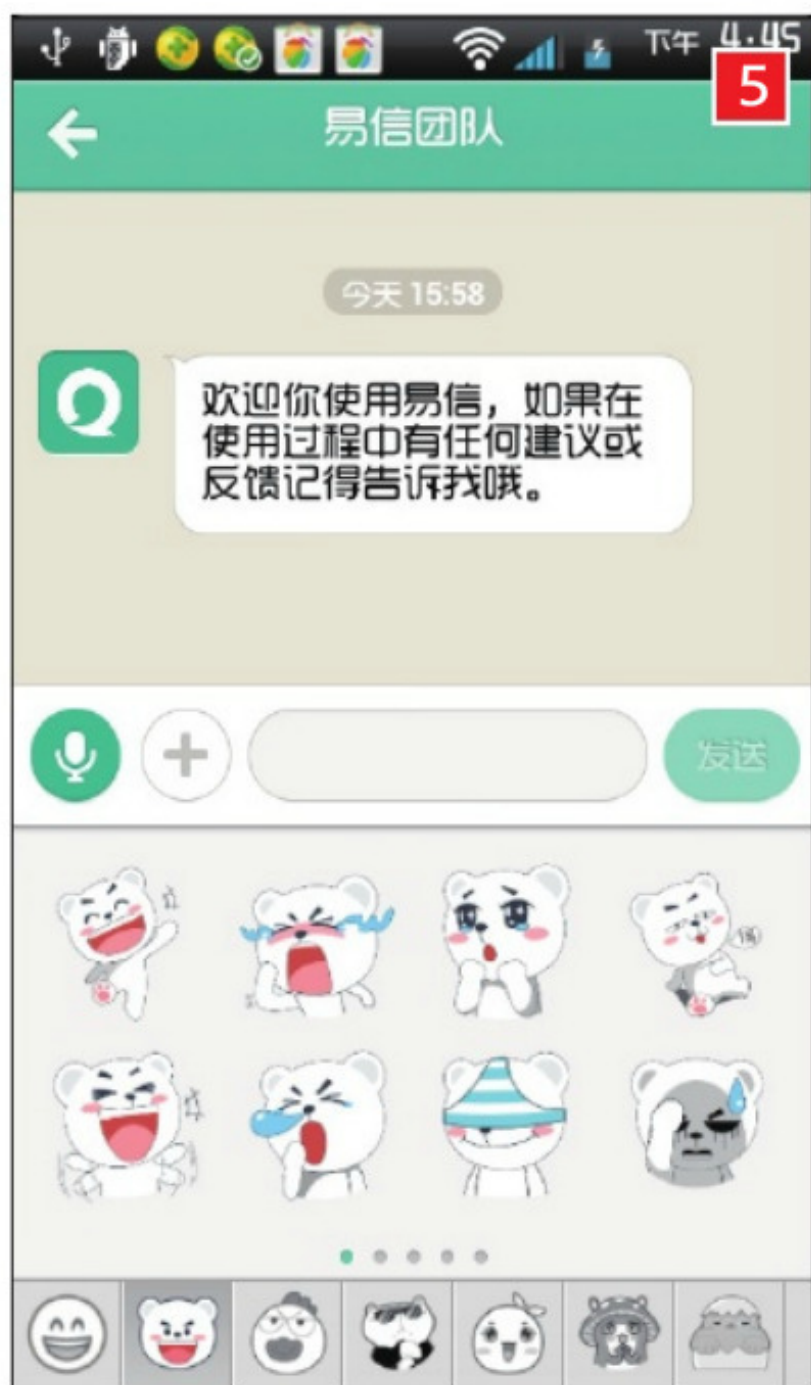 下午 4:45
5
易信团队
今天 15:58
欢迎你使用易信，如果在
使用过程中有任何建议或
反馈记得告诉我哦。
发送